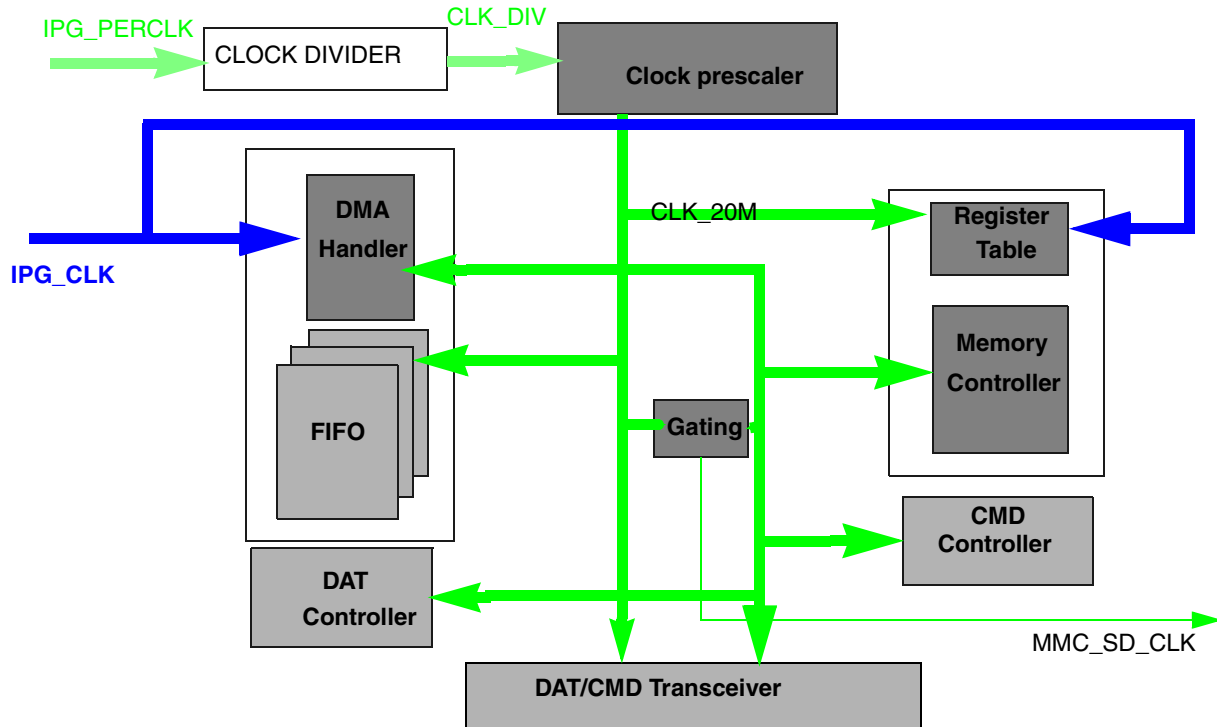 IPG_PERCLK
CLK_DIV
CLOCK DIVIDER
Clock prescaler
DMA
Handler
CLK_20M
Register
Table
IPG_CLK
Memory
Controller
FIFO
Gating
CMD
Controller
DAT
Controller
MMC_SD_CLK
DAT/CMD Transceiver